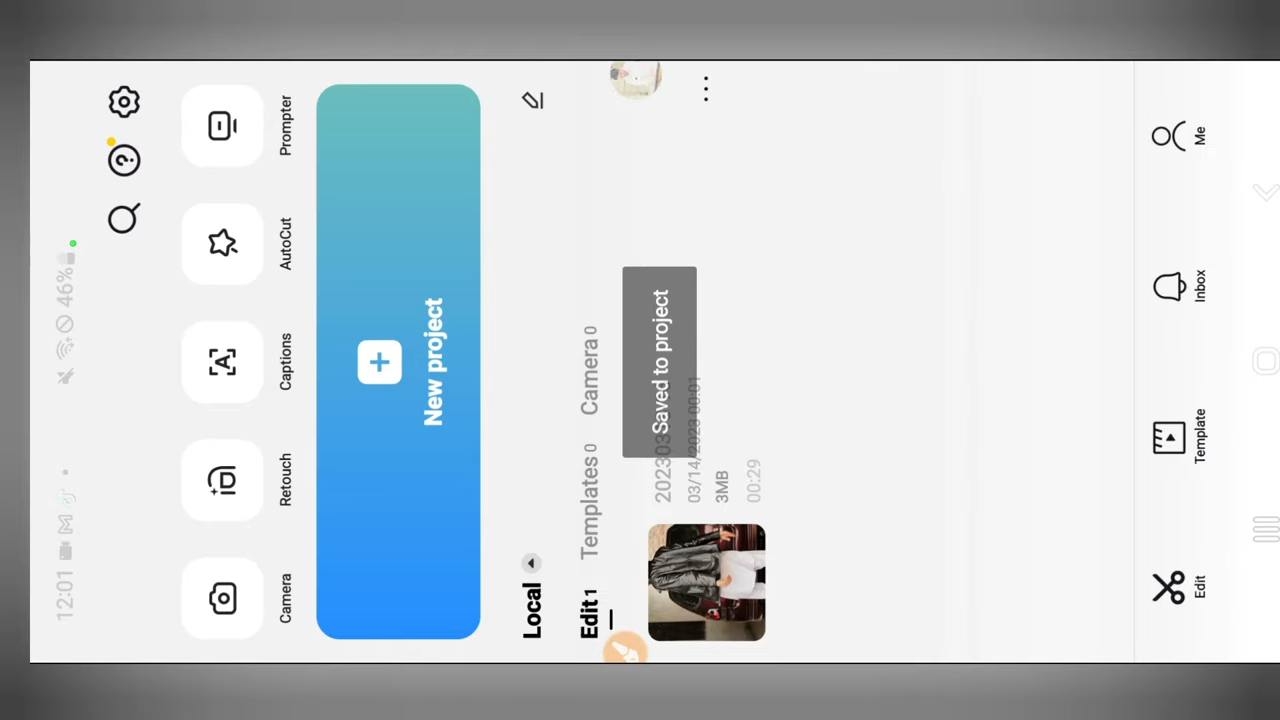 12:01
46%
Camera
Retouch
Captions
AutoCut
Prompter
New project
Local
Edit 1
Templates 0
Camera 0
Saved to project
202303
03/14/2023 00:01
3MB
00:29
Edit
Template
Inbox
Me